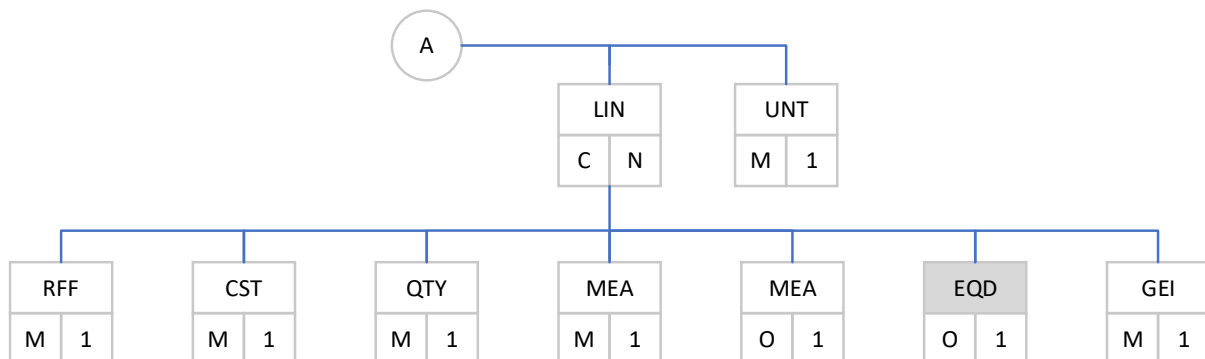 A
LIN UNT
C N M 1
RFF CST QTY MEA MEA EQD GEI
M 1 M 1 M 1 M 1 O 1 O 1 M 1